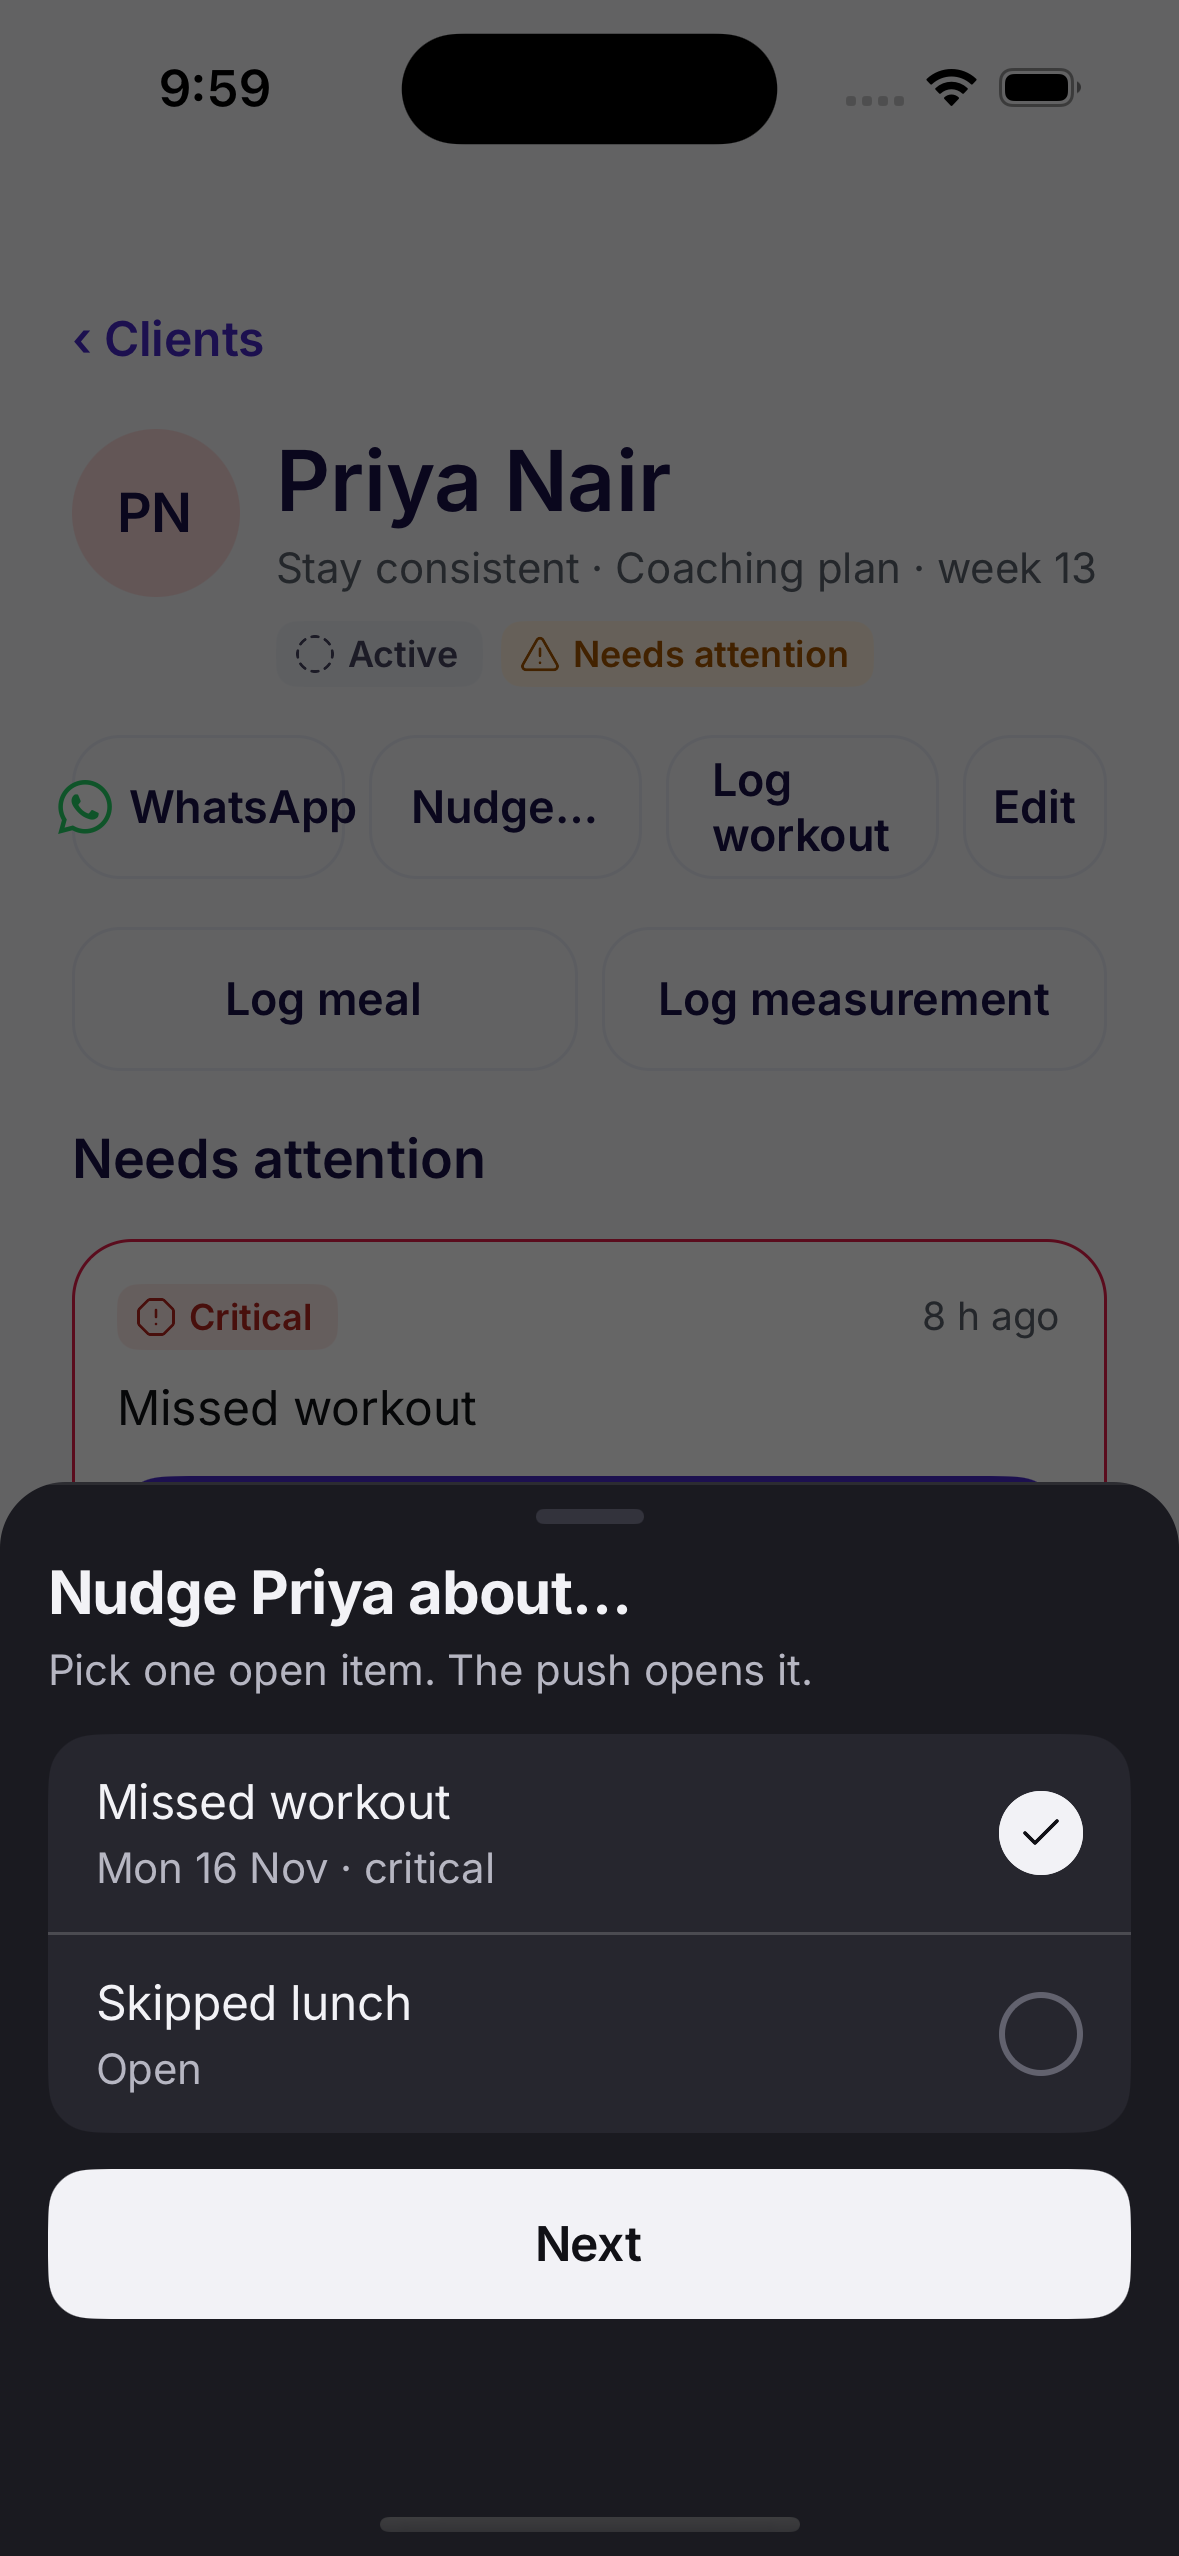 9:59
‹ Clients
PN
Priya Nair
Stay consistent · Coaching plan · week 13
Active
Needs attention
WhatsApp
Nudge...
Log
workout
Edit
Log meal
Log measurement
Needs attention
Critical
8 h ago
Missed workout
Nudge Priya about...
Pick one open item. The push opens it.
Missed workout
Mon 16 Nov · critical
Skipped lunch
Open
Next